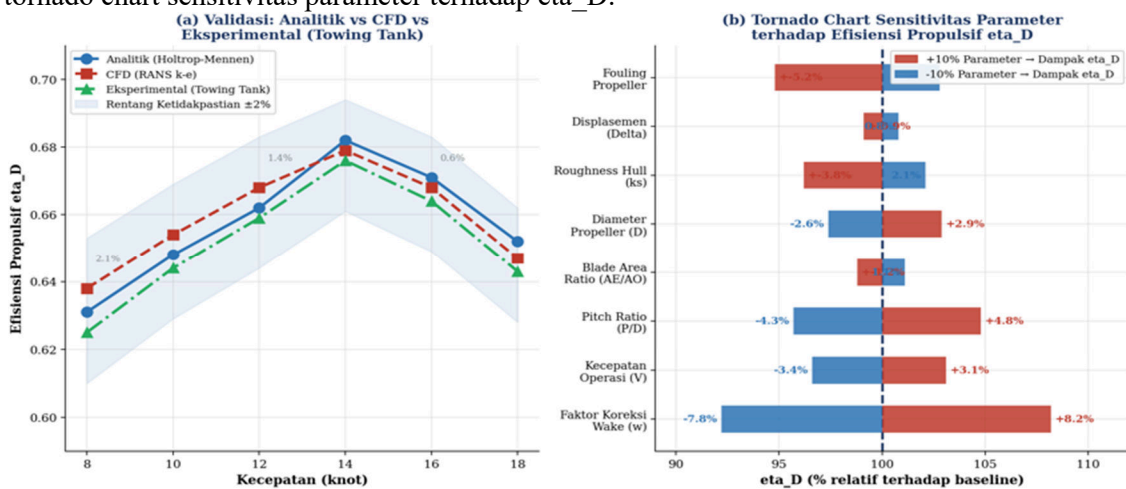 tornado chart sensitivitas parameter terhadap eta_D.
(a) Validasi: Analitik vs CFD vs
Eksperimental (Towing Tank)
Efisiensi Propulsif eta_D
0.70
0.68
0.66
0.64
0.62
0.60
Analitik (Holtrop-Mennen)
CFD (RANS k-e)
Eksperimental (Towing Tank)
Rentang Ketidakpastian ±2%
2.1%
1.4%
0.6%
8
10
12
14
16
18
Kecepatan (knot)
(b) Tornado Chart Sensitivitas Parameter
terhadap Efisiensi Propulsif eta_D
+10% Parameter → Dampak eta_D
-10% Parameter → Dampak eta_D
Fouling
Propeller
+-5.2%
Displasemen
(Delta)
Roughness Hull
(ks)
+-3.8%
2.1%
Diameter
Propeller (D)
-2.6%
+2.9%
Blade Area
Ratio (AE/AO)
Pitch Ratio
(P/D)
-4.3%
+4.8%
Kecepatan
Operasi (V)
-3.4%
+3.1%
Faktor Koreksi
Wake (w)
-7.8%
+8.2%
90
95
100
105
110
eta_D (% relatif terhadap baseline)